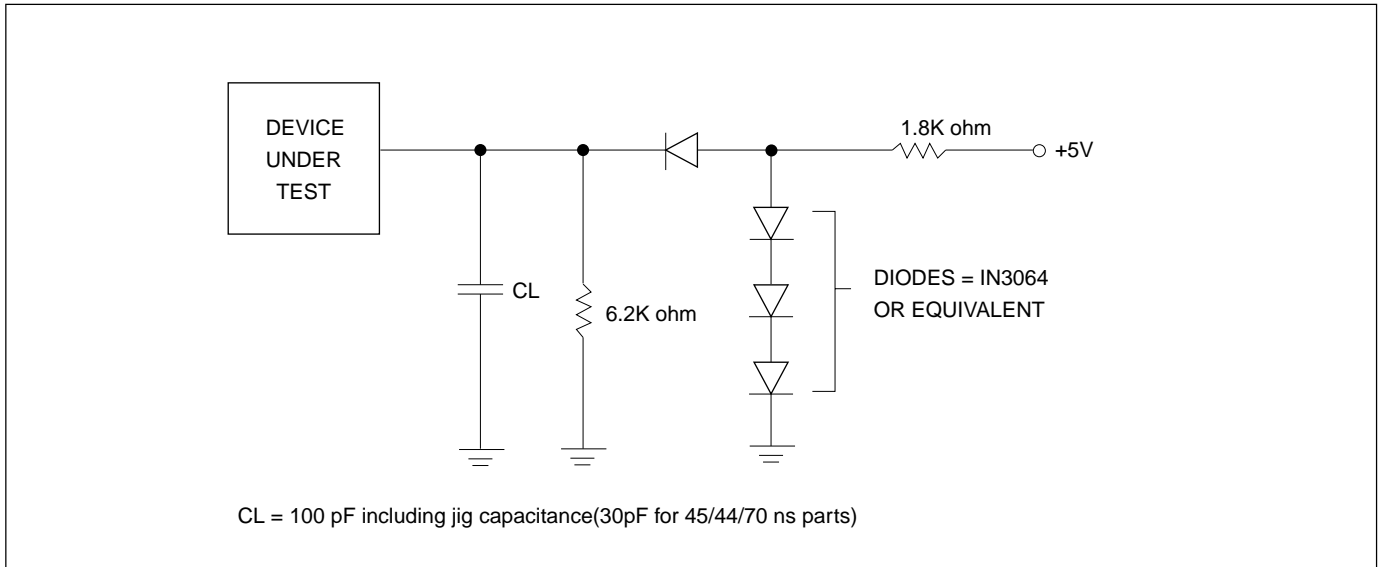 DEVICE
UNDER
TEST
1.8K ohm
+5V
CL
6.2K ohm
DIODES = IN3064
OR EQUIVALENT
CL = 100 pF including jig capacitance(30pF for 45/44/70 ns parts)